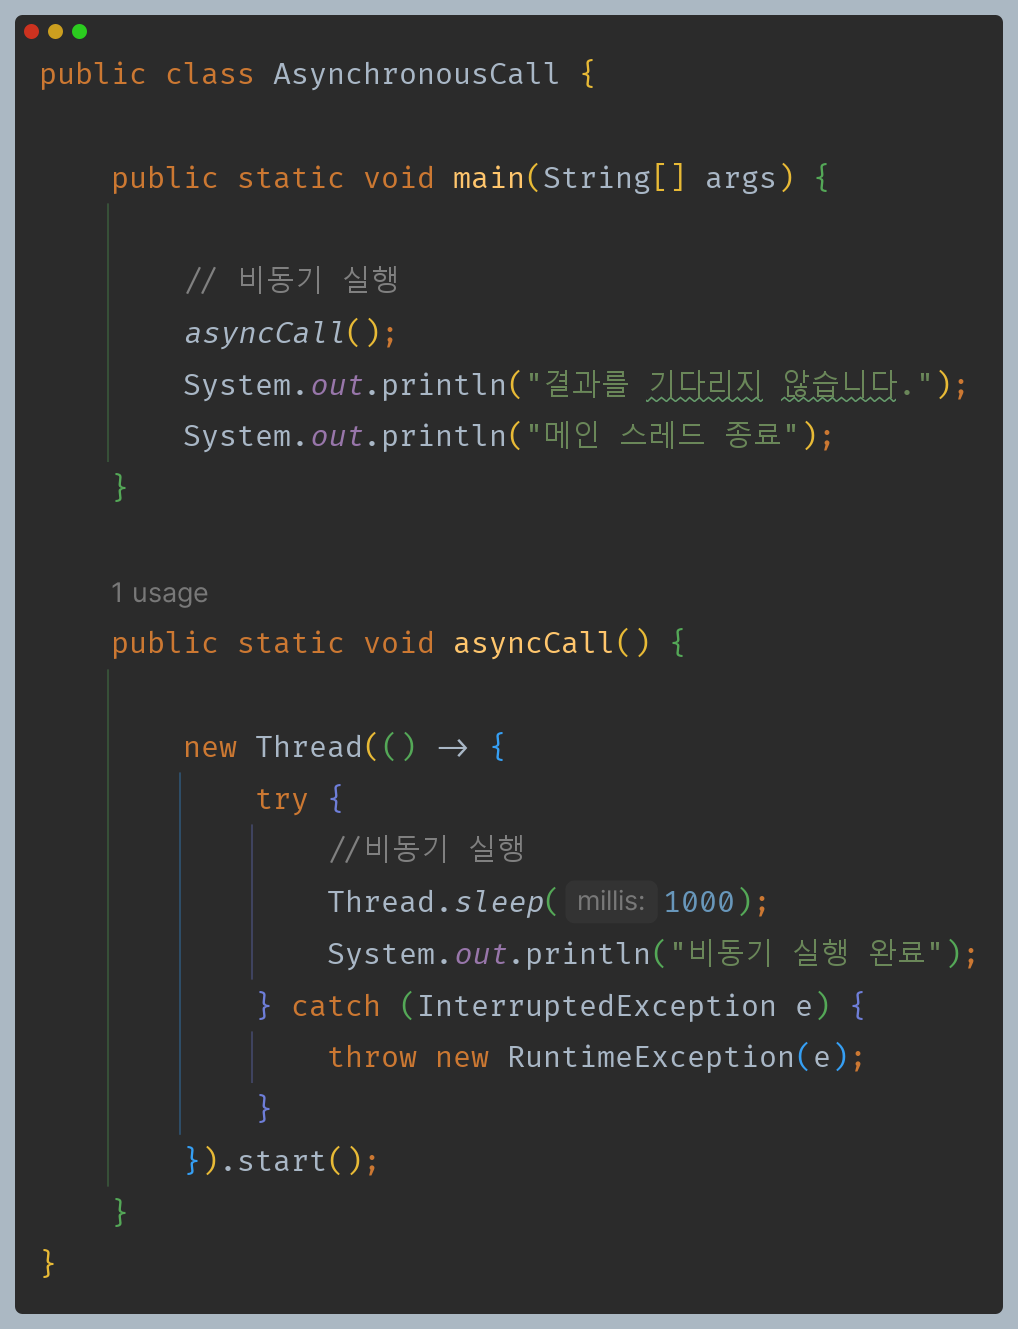 public class AsynchronousCall {
public static void main(String[] args) {
// 비동기 실행
asyncCall();
System.out.println("결과를 기다리지 않습니다.");
System.out.println("메인 스레드 종료");
}
1 usage
public static void asyncCall() {
new Thread(() -> {
try {
//비동기 실행
Thread.sleep( millis: 1000);
System.out.println("비동기 실행 완료");
} catch (InterruptedException e) {
throw new RuntimeException(e);
}
}).start();
}
}